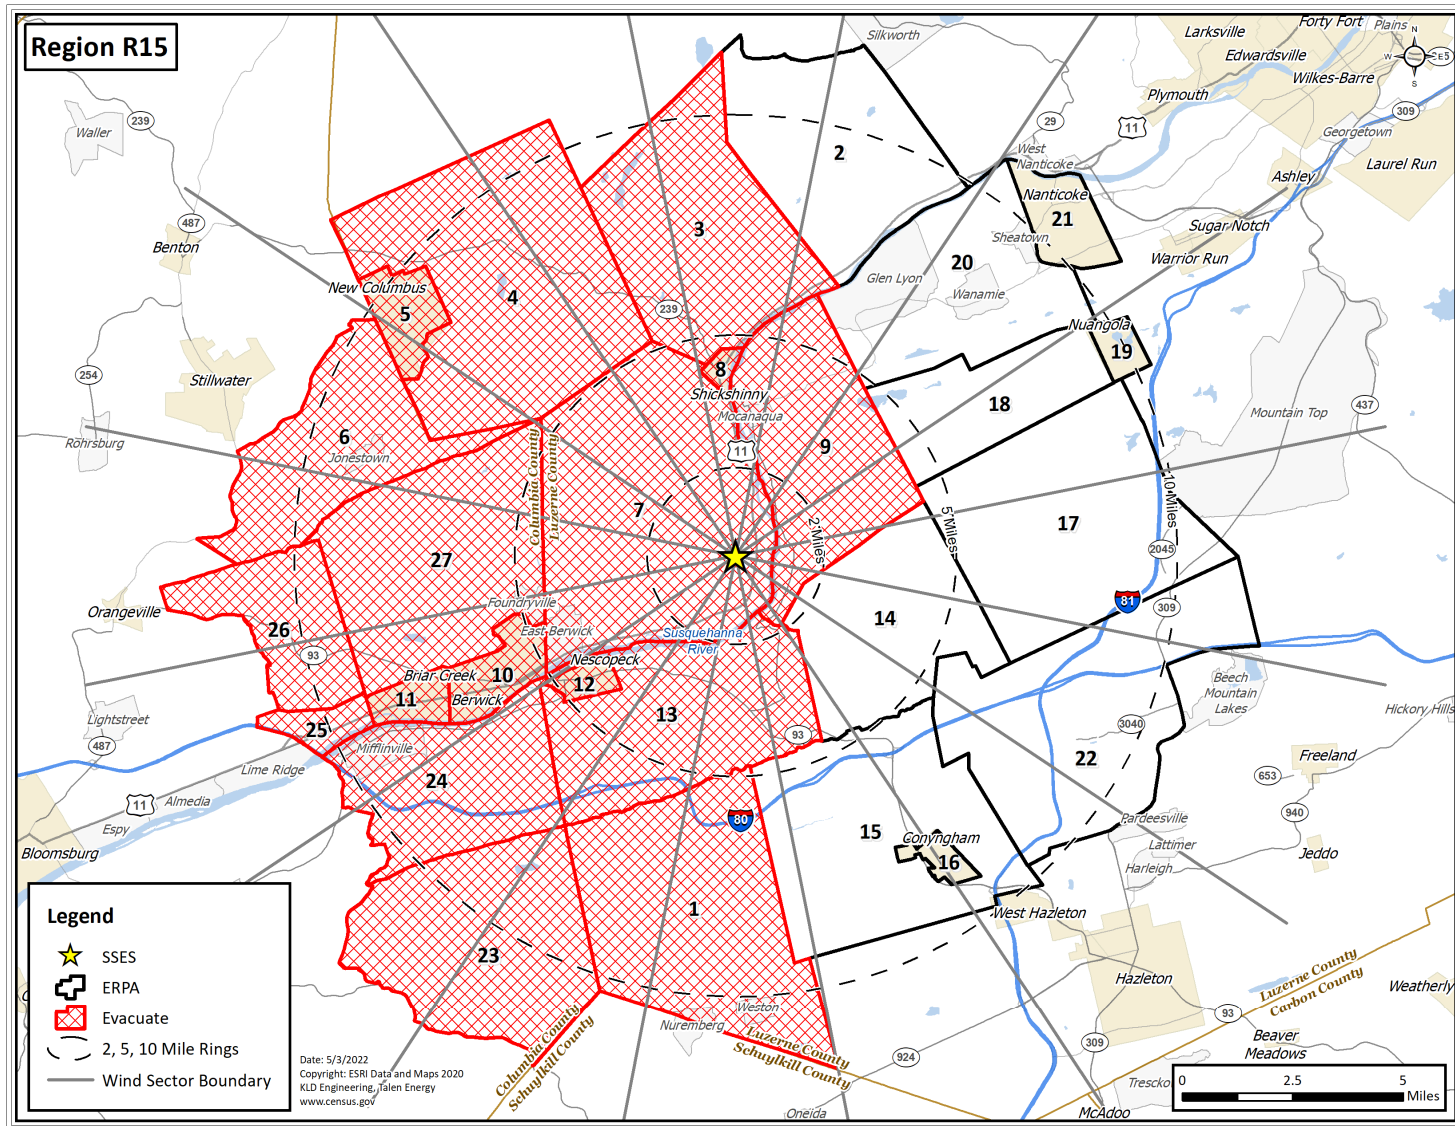 Region R15
Silkworth
Forty Fort
Plains
Larksville
Edwardsville
Wilkes-Barre
N
W
S
Plymouth
11
309
29
Georgetown
Laurel Run
Ashley
West
Nanticoke
Nanticoke
21
Sheatown
Sugar Notch
Warrior Run
Waller
239
487
Benton
2
3
20
Glen Lyon
Wanamie
New Columbus
5
4
239
Nuangola
19
254
Stillwater
8
Shickshinny
Mocanaqua
18
437
Mountain Top
Rohrsburg
6
Jonestown
11
9
Columbia County
Luzerne County
7
2 Miles
5 Miles
10 Miles
17
27
2045
Orangeville
Foundryville
81
309
14
26
93
East Berwick
Susquehanna
River
Nescopeck
Briar Creek
10
12
11
Berwick
Beech
Mountain
Lakes
Lightstreet
25
487
Mifflinville
13
93
3040
Hickory Hills
22
Freeland
653
Lime Ridge
24
11
Almedia
Espy
80
940
Bloomsburg
15
Conyngham
16
Pardeesville
Lattimer
Harleigh
Jeddo
1
West Hazleton
23
Hazleton
Luzerne County
Carbon County
Weatherly
Weston
Nuremberg
93
Beaver
Meadows
309
Luzerne County
Schuylkill County
924
Columbia County
Schuylkill County
Oneida
McAdoo
Legend
SSES
ERPA
Evacuate
2, 5, 10 Mile Rings
Wind Sector Boundary
Date: 5/3/2022
Copyright: ESRI Data and Maps 2020
KLD Engineering, Talen Energy
www.census.gov
0 2.5 5
Miles